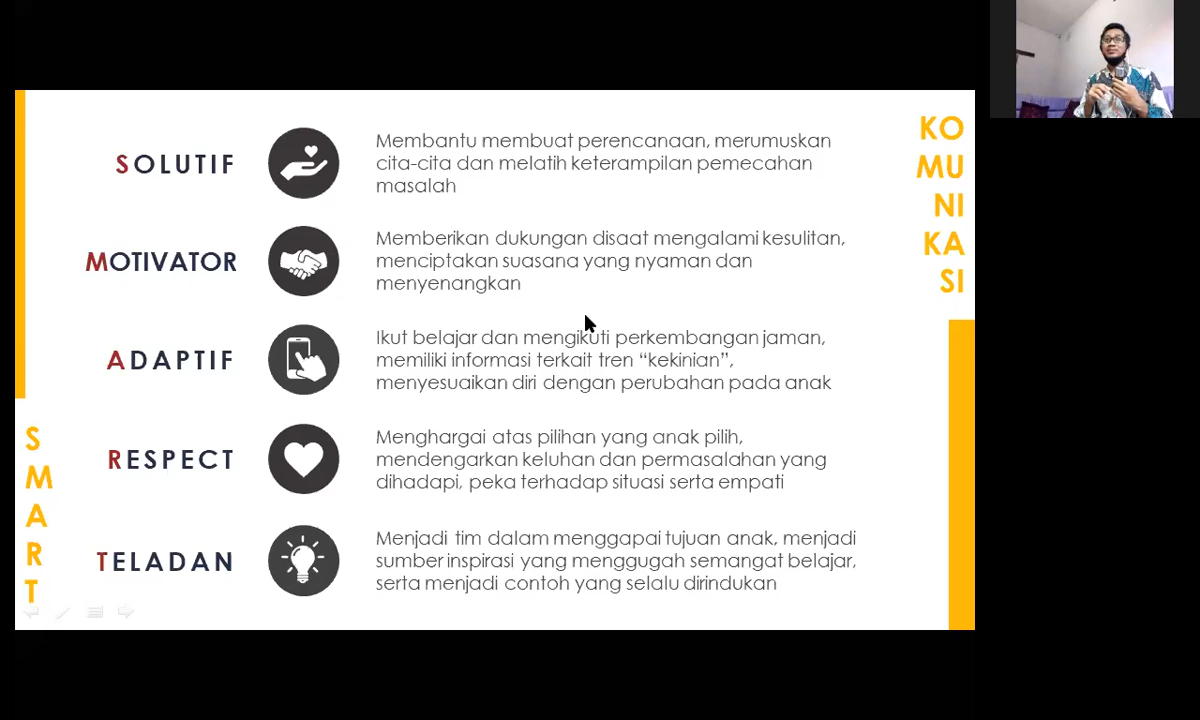 SOLUTIF
Membantu membuat perencanaan, merumuskan
cita-cita dan melatih keterampilan pemecahan
masalah
MOTIVATOR
Memberikan dukungan disaat mengalami kesulitan,
menciptakan suasana yang nyaman dan
menyenangkan
ADAPTIF
Ikut belajar dan mengikuti perkembangan jaman,
memiliki informasi terkait tren “kekinian”,
menyesuaikan diri dengan perubahan pada anak
RESPECT
Menghargai atas pilihan yang anak pilih,
mendengarkan keluhan dan permasalahan yang
dihadapi, peka terhadap situasi serta empati
TELADAN
Menjadi tim dalam menggapai tujuan anak, menjadi
sumber inspirasi yang menggugah semangat belajar,
serta menjadi contoh yang selalu dirindukan
KO
MU
NI
KA
SI
S
M
A
R
T